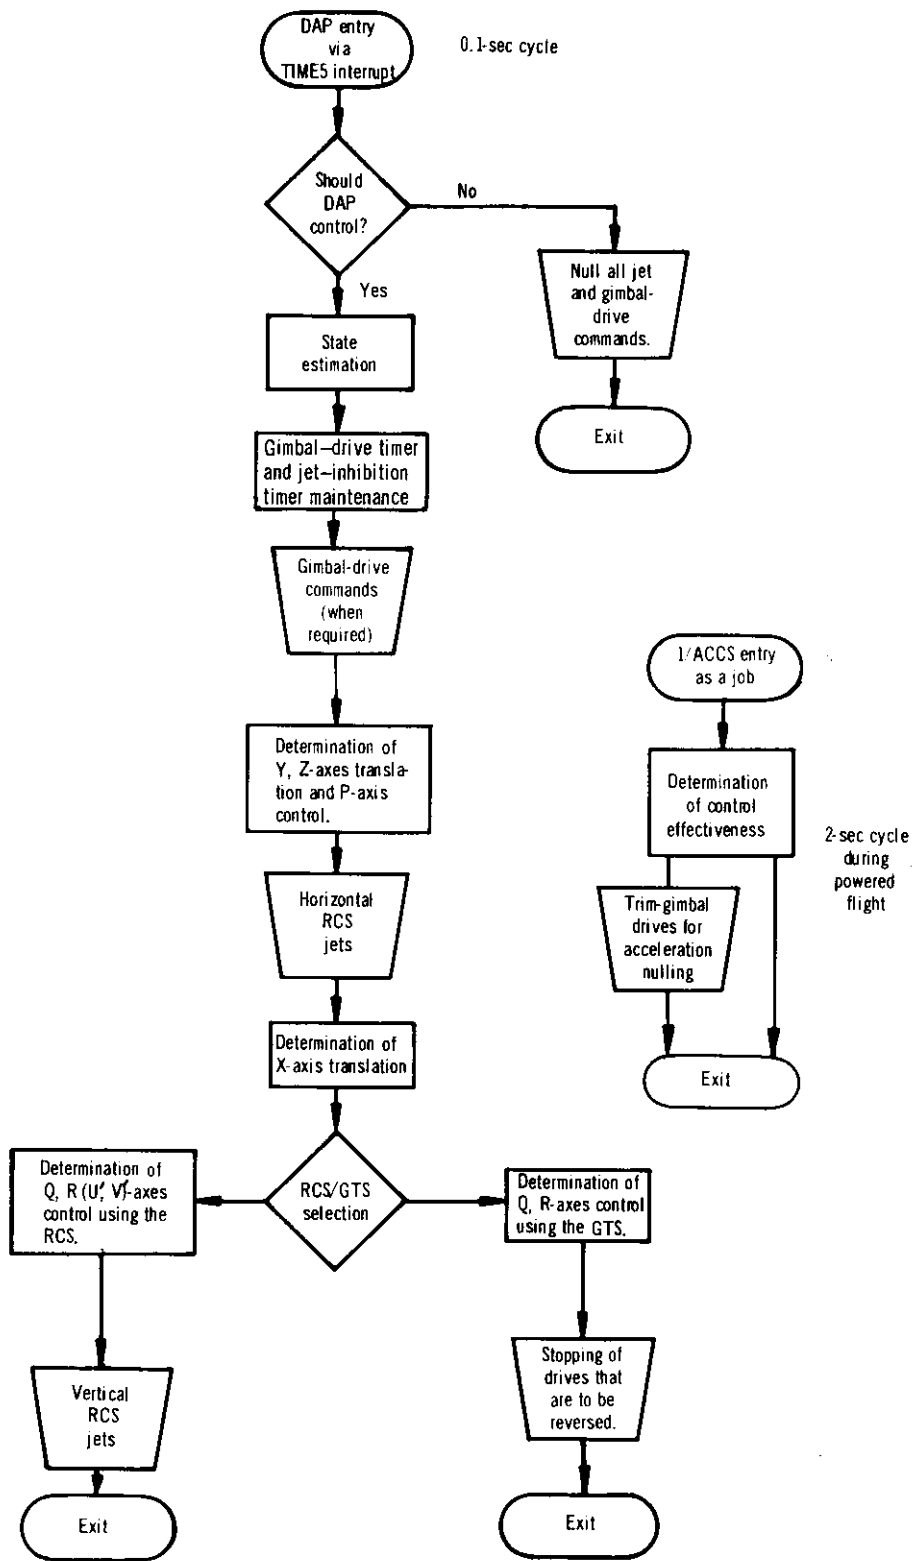 DAP entry
via
TIME5 interrupt
0.1-sec cycle
Should
DAP
control?
No
Yes
Null all jet
and gimbal-
drive
commands.
Exit
State
estimation
Gimbal-drive timer
and jet-inhibition
timer maintenance
Gimbal-drive
commands
(when
required)
Determination of
Y, Z-axes transla-
tion and P-axis
control.
Horizontal
RCS
jets
Determination of
X-axis translation
RCS/GTS
selection
Determination of
Q, R (U', V')-axes
control using the
RCS.
Vertical
RCS
jets
Exit
Determination of
Q, R-axes control
using the GTS.
Stopping of
drives that
are to be
reversed.
Exit
1/ACCS entry
as a job
Determination
of control
effectiveness
2-sec cycle
during
powered
flight
Trim-gimbal
drives for
acceleration
nulling
Exit